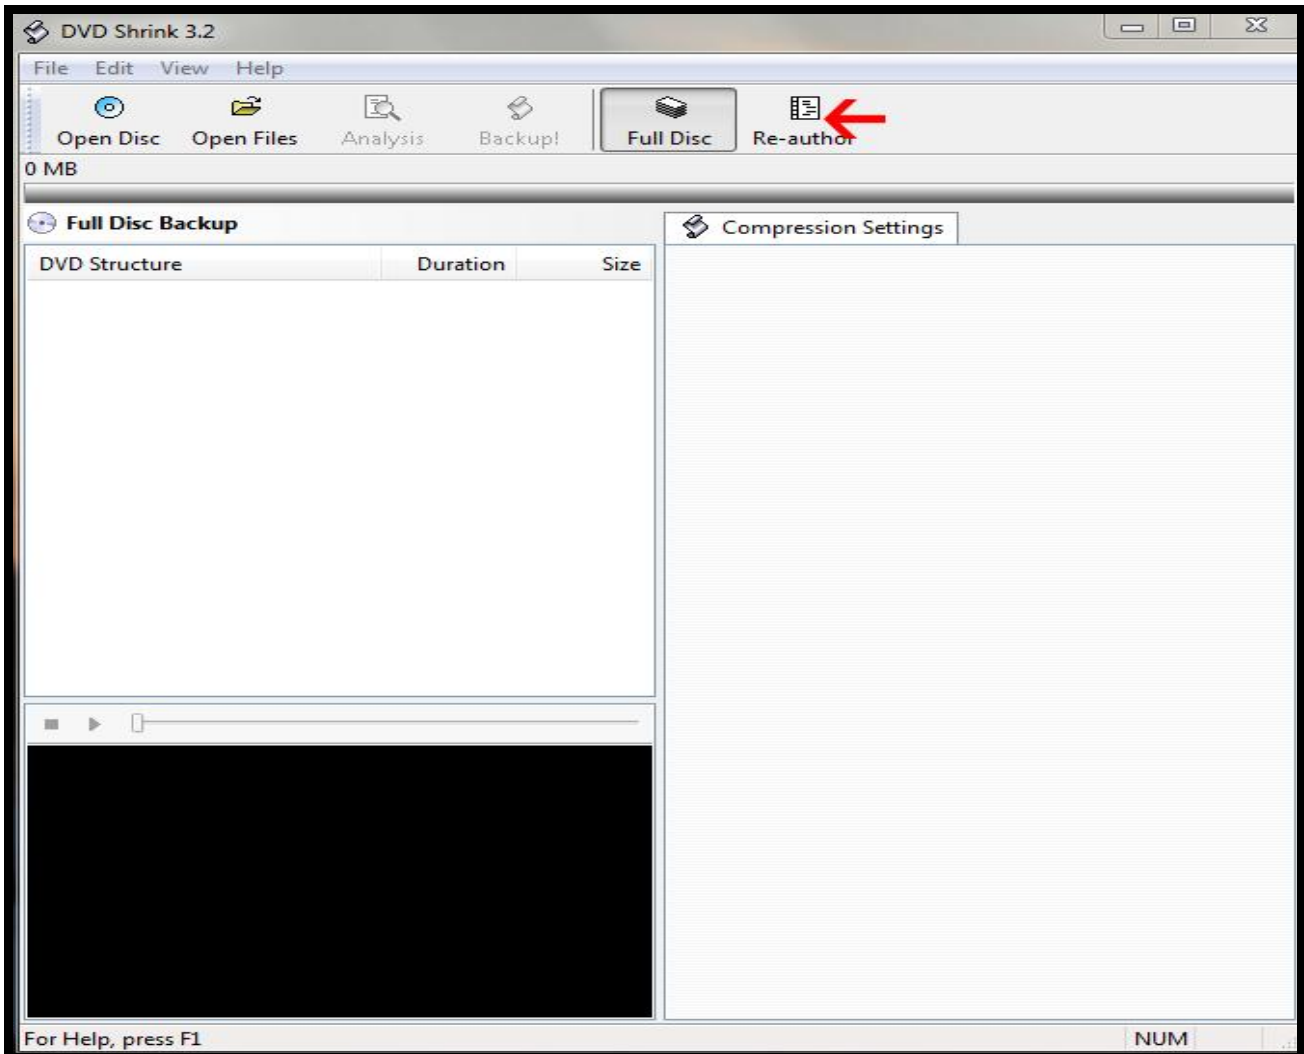 DVD Shrink 3.2
File Edit View Help
Open Disc Open Files Analysis Backup! Full Disc Re-author
0 MB
Full Disc Backup Compression Settings
DVD Structure Duration Size
For Help, press F1 NUM